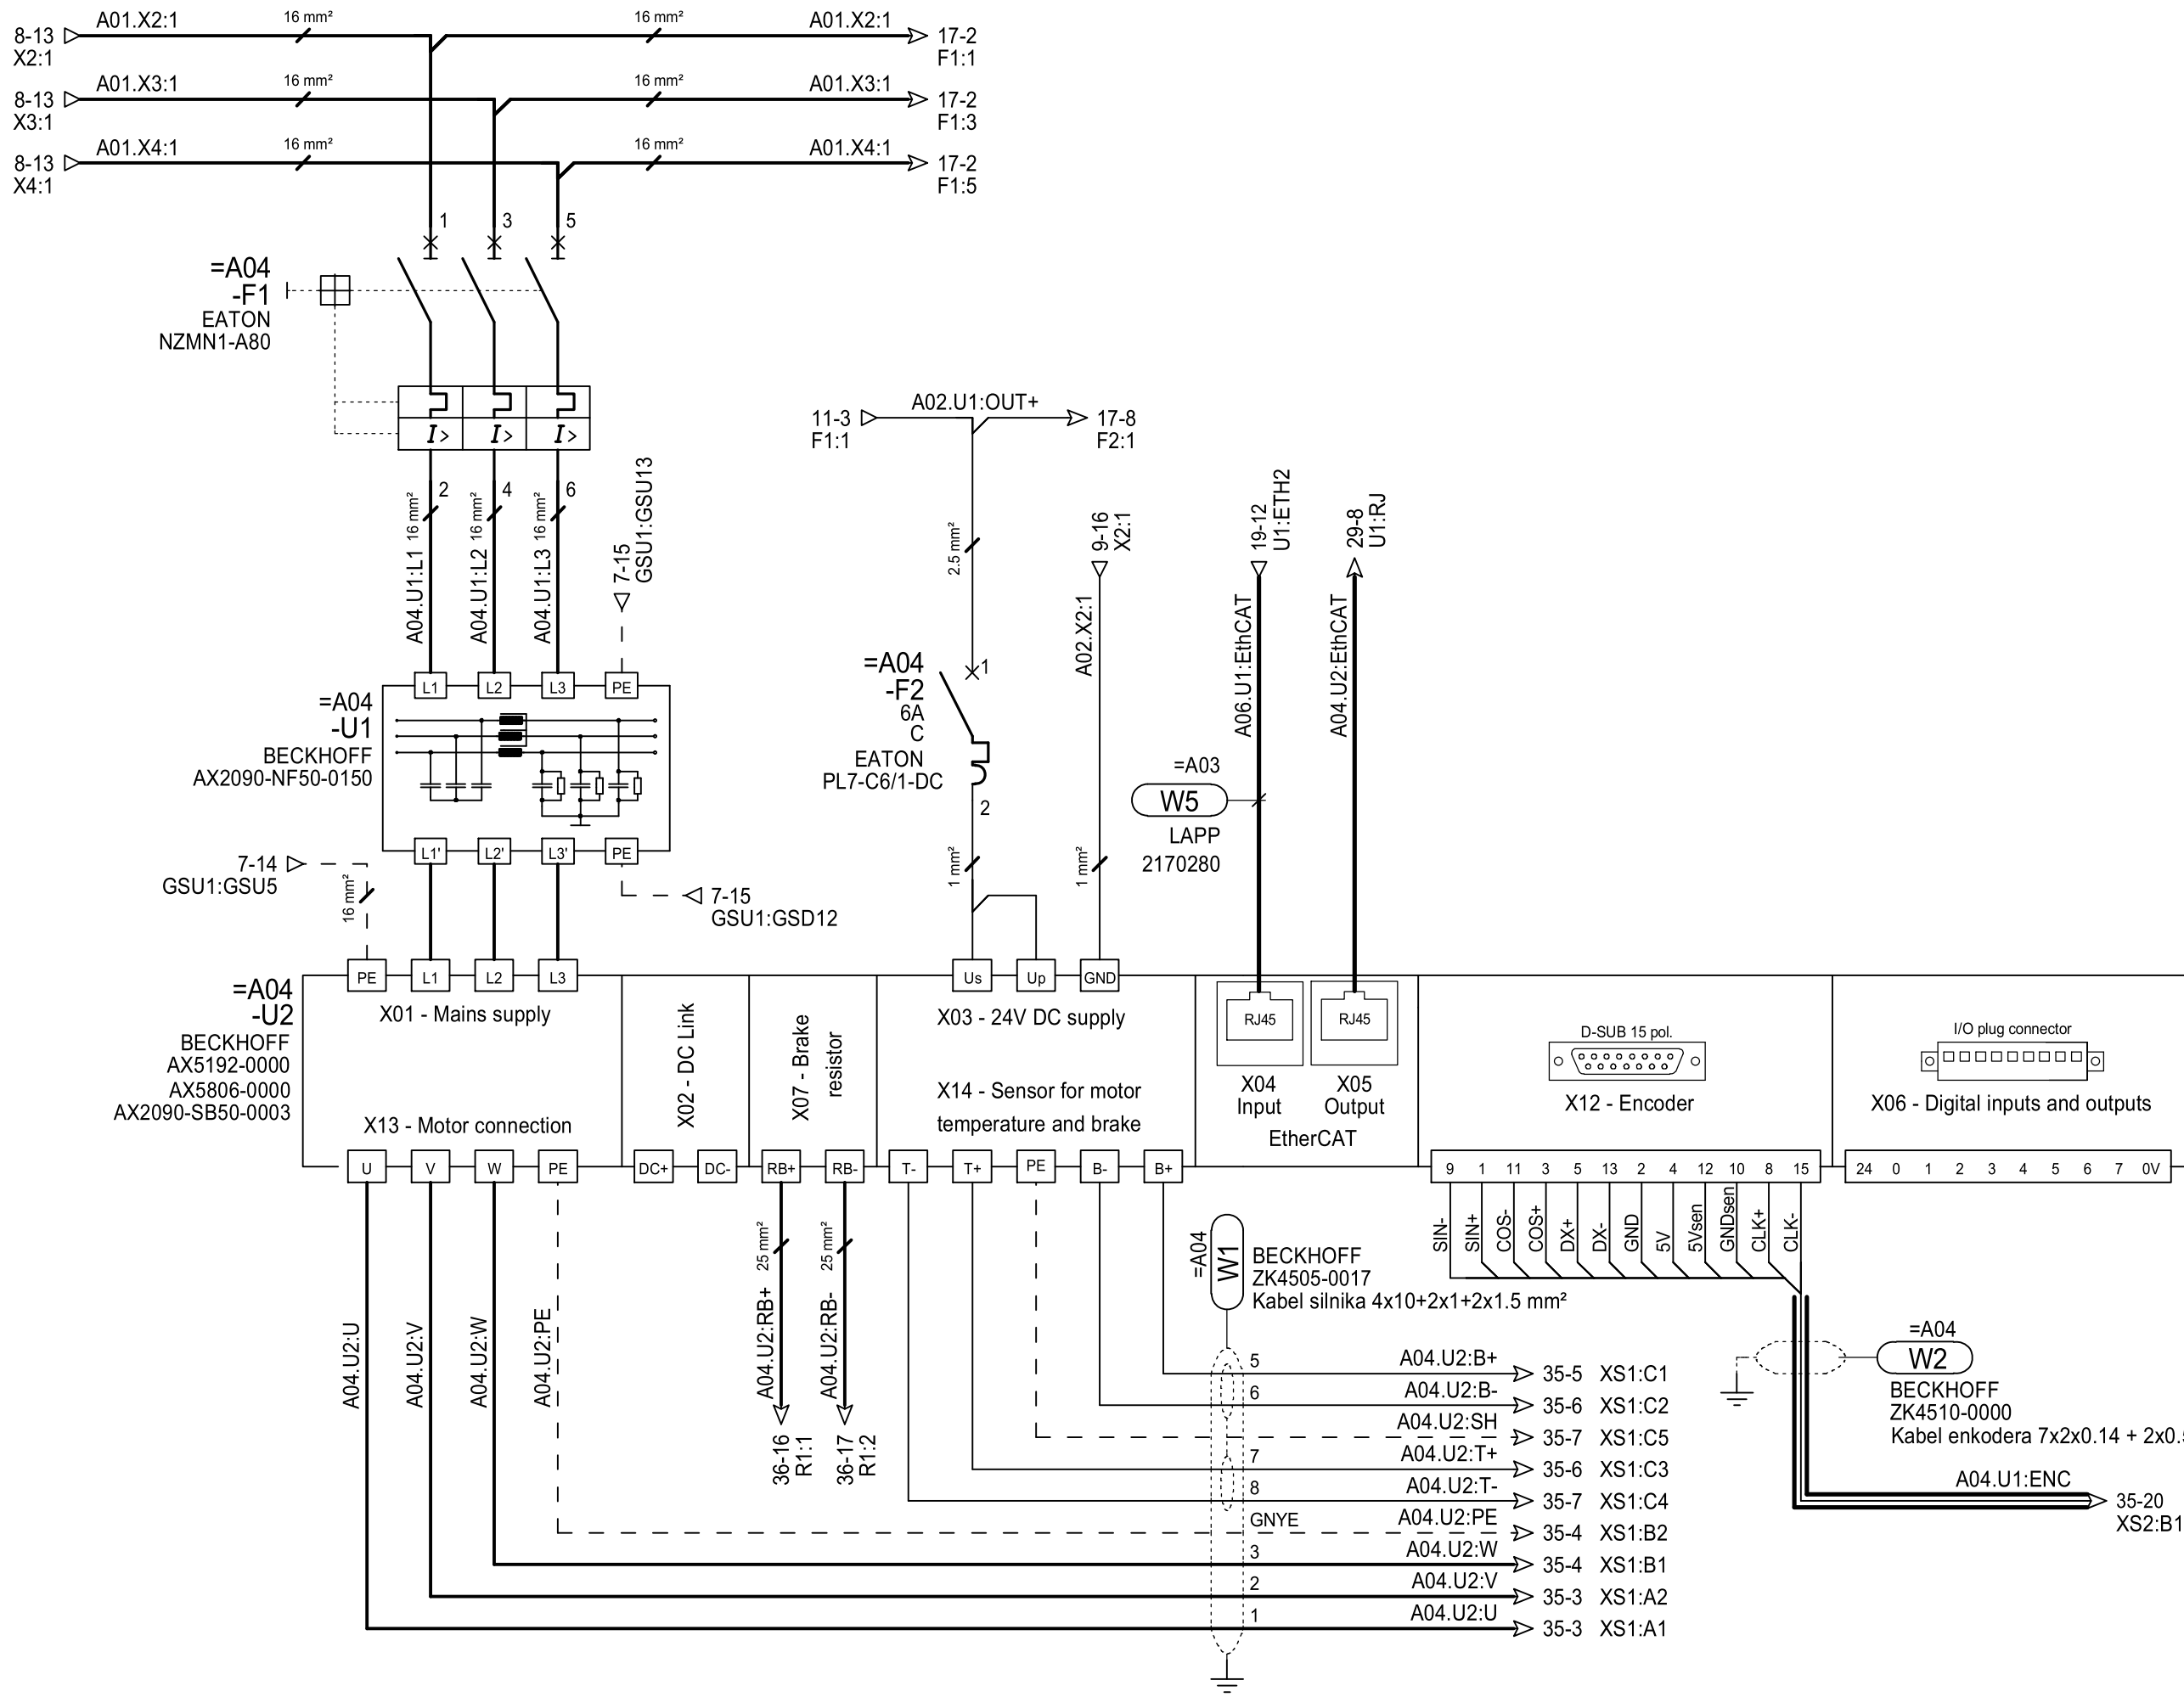 A01.X2:1
16 mm²
16 mm²
A01.X2:1
8-13
X2:1
17-2
F1:1
A01.X3:1
16 mm²
16 mm²
A01.X3:1
8-13
X3:1
17-2
F1:3
A01.X4:1
16 mm²
16 mm²
A01.X4:1
8-13
X4:1
17-2
F1:5
1
3
5
=A04
-F1
EATON
NZMN1-A80
I>
I>
I>
2
4
6
16 mm²
16 mm²
16 mm²
A04.U1:L1
A04.U1:L2
A04.U1:L3
7-15
GSU1:GSU13
L1
L2
L3
PE
=A04
-U1
BECKHOFF
AX2090-NF50-0150
L1'
L2'
L3'
PE
7-14
GSU1:GSU5
16 mm²
7-15
GSU1:GSD12
11-3
F1:1
A02.U1:OUT+
17-8
F2:1
2.5 mm²
=A04
-F2
6A
C
EATON
PL7-C6/1-DC
1
2
1 mm²
9-16
X2:1
A02.X2:1
1 mm²
19-12
U1:ETH2
A06.U1:EthCAT
29-8
U1:RJ
A04.U2:EthCAT
=A03
W5
LAPP
2170280
PE
L1
L2
L3
Us
Up
GND
=A04
-U2
BECKHOFF
AX5192-0000
AX5806-0000
AX2090-SB50-0003
X01 - Mains supply
X13 - Motor connection
X02 - DC Link
X07 - Brake
resistor
X03 - 24V DC supply
X14 - Sensor for motor
temperature and brake
RJ45
RJ45
X04
Input
X05
Output
EtherCAT
D-SUB 15 pol.
X12 - Encoder
I/O plug connector
X06 - Digital inputs and outputs
U
V
W
PE
DC+
DC-
RB+
RB-
T-
T+
PE
B-
B+
9 1 11 3 5 13 2 4 12 10 8 15
24 0 1 2 3 4 5 6 7 0V
SIN-
SIN+
COS-
COS+
DX+
DX-
GND
5V
5Vsen
GNDsen
CLK+
CLK-
25 mm²
25 mm²
A04.U2:U
A04.U2:V
A04.U2:W
A04.U2:PE
A04.U2:RB+
A04.U2:RB-
36-16
R1:1
36-17
R1:2
=A04
W1
BECKHOFF
ZK4505-0017
Kabel silnika 4x10+2x1+2x1.5 mm²
=A04
W2
BECKHOFF
ZK4510-0000
Kabel enkodera 7x2x0.14 + 2x0.5
A04.U1:ENC
35-20
XS2:B1
5 A04.U2:B+ 35-5 XS1:C1
6 A04.U2:B- 35-6 XS1:C2
A04.U2:SH 35-7 XS1:C5
7 A04.U2:T+ 35-6 XS1:C3
8 A04.U2:T- 35-7 XS1:C4
GNYE A04.U2:PE 35-4 XS1:B2
3 A04.U2:W 35-4 XS1:B1
2 A04.U2:V 35-3 XS1:A2
1 A04.U2:U 35-3 XS1:A1